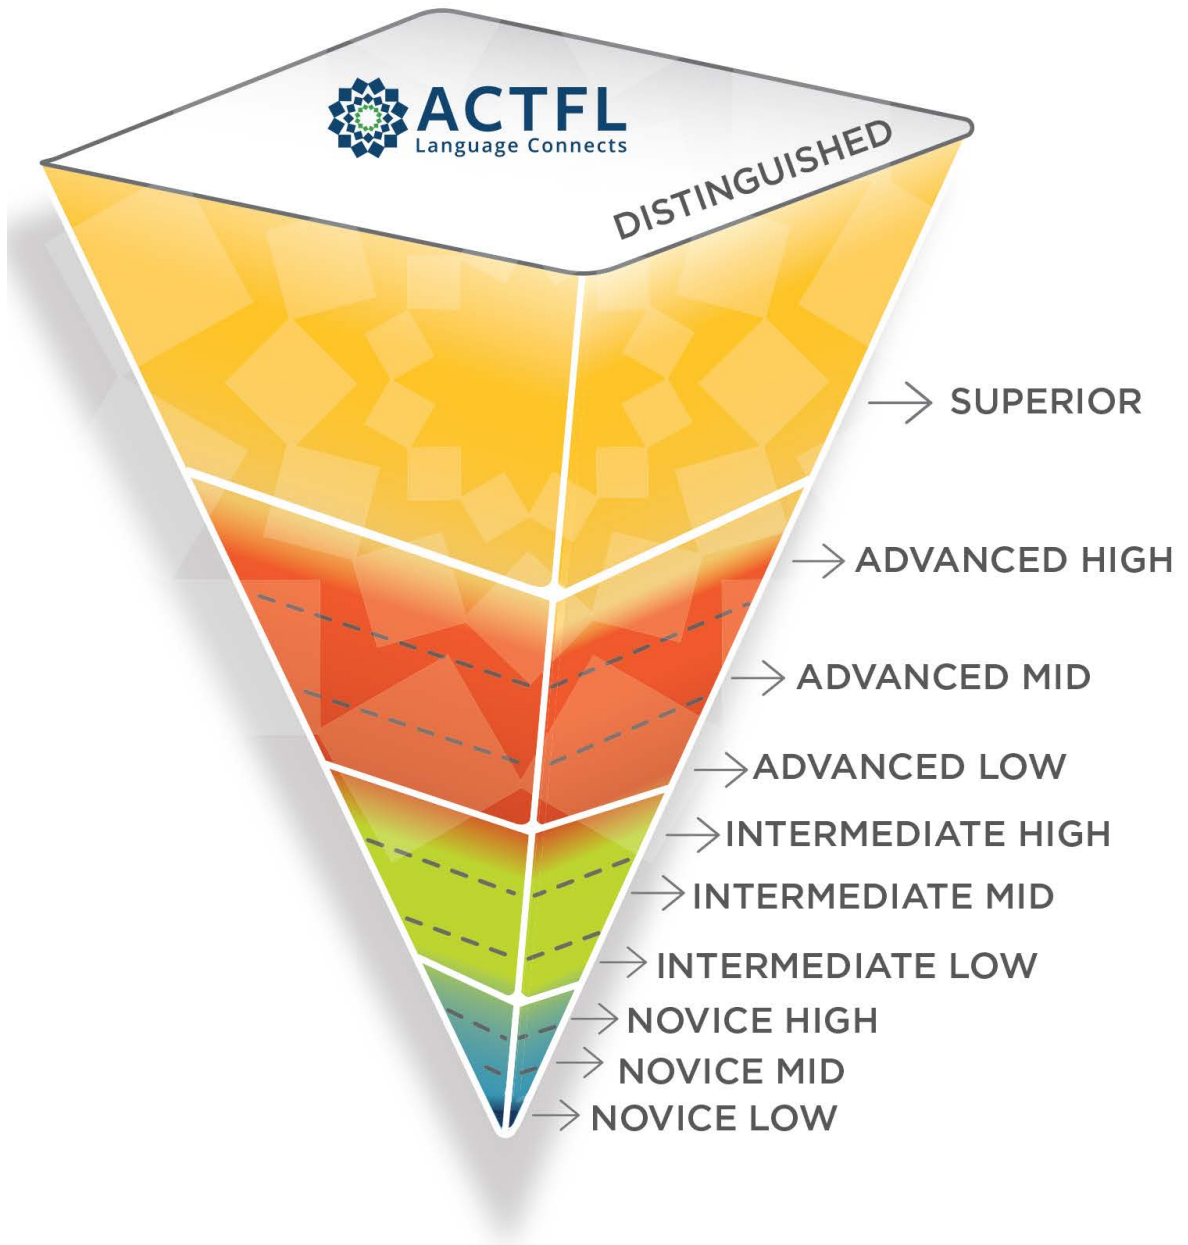 ACTFL
Language Connects
DISTINGUISHED
SUPERIOR
ADVANCED HIGH
ADVANCED MID
ADVANCED LOW
INTERMEDIATE HIGH
INTERMEDIATE MID
INTERMEDIATE LOW
NOVICE HIGH
NOVICE MID
NOVICE LOW